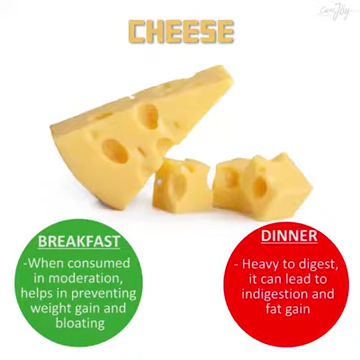 CHEESE
BREAKFAST
-When consumed
in moderation,
helps in preventing
weight gain and
bloating
DINNER
- Heavy to digest,
it can lead to
indigestion and
fat gain